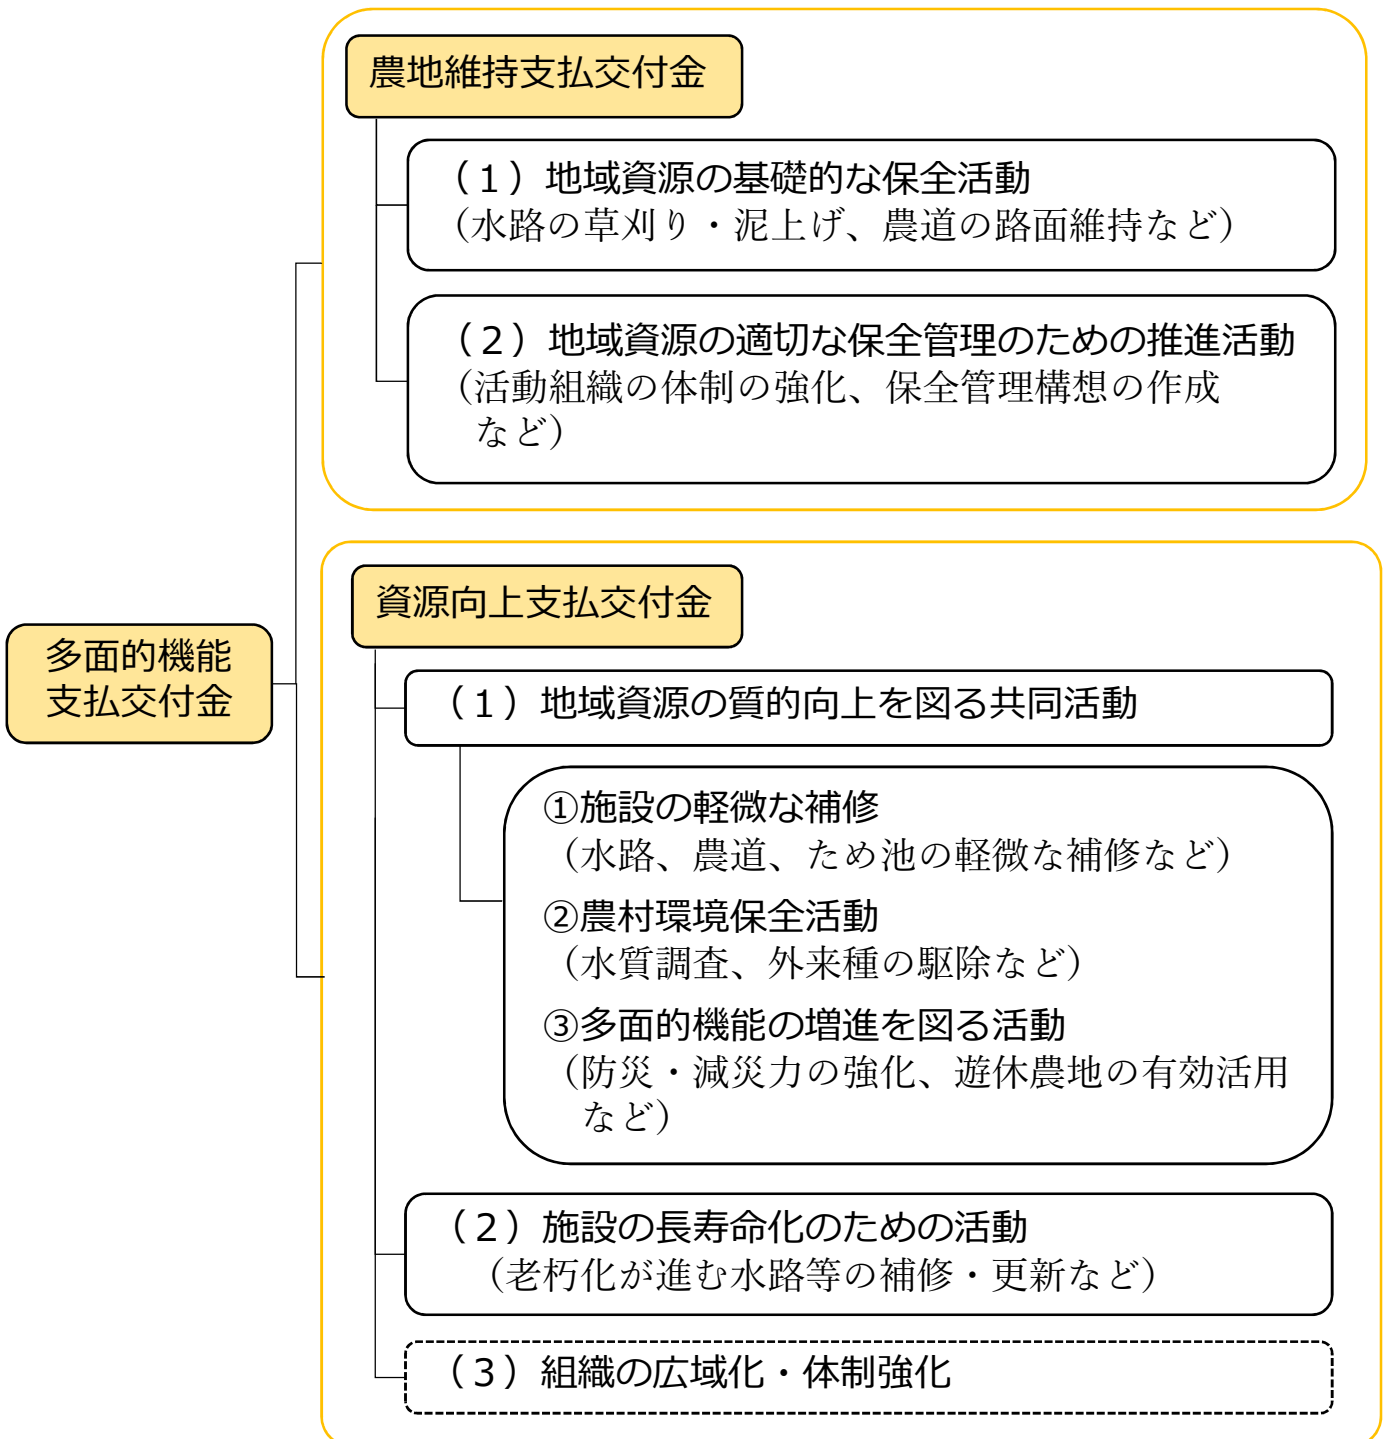 農地維持支払交付金
（１）地域資源の基礎的な保全活動
（水路の草刈り・泥上げ、農道の路面維持など）
（２）地域資源の適切な保全管理のための推進活動
（活動組織の体制の強化、保全管理構想の作成
など）
多面的機能
支払交付金
資源向上支払交付金
（１）地域資源の質的向上を図る共同活動
①施設の軽微な補修
（水路、農道、ため池の軽微な補修など）
②農村環境保全活動
（水質調査、外来種の駆除など）
③多面的機能の増進を図る活動
（防災・減災力の強化、遊休農地の有効活用
など）
（２）施設の長寿命化のための活動
（老朽化が進む水路等の補修・更新など）
（３）組織の広域化・体制強化